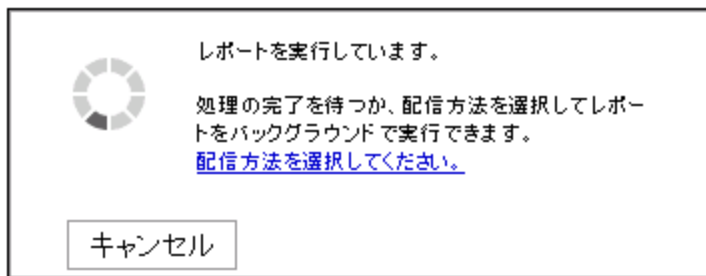 レポートを実行しています。
処理の完了を待つか、配信方法を選択してレポー
トをバックグラウンドで実行できます。
配信方法を選択してください。
キャンセル